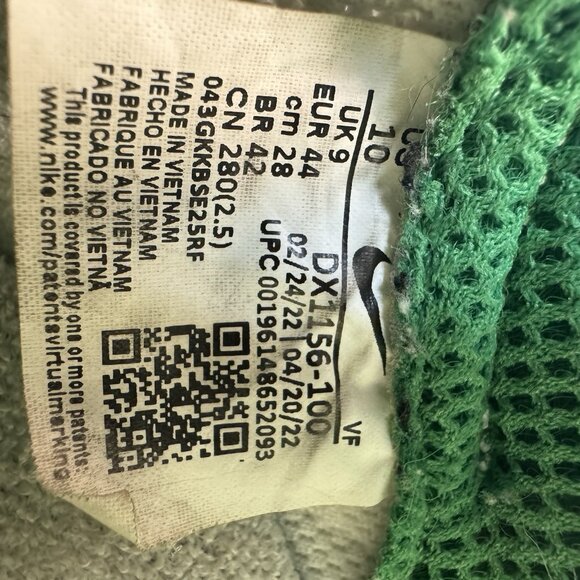 US 10
UK 9
EUR 44
cm 28
BR 42
CN 280(2.5)
VF
DX1156-100
02/24/22 | 04/20/22
UPC 00196148652093
043GKKBSE25RF
MADE IN VIETNAM
HECHO EN VIETNAM
FABRIQUE AU VIETNAM
FABRICADO NO VIETNÃ
This product is covered by one or more patents:
www.nike.com/patentsvirtualmarking